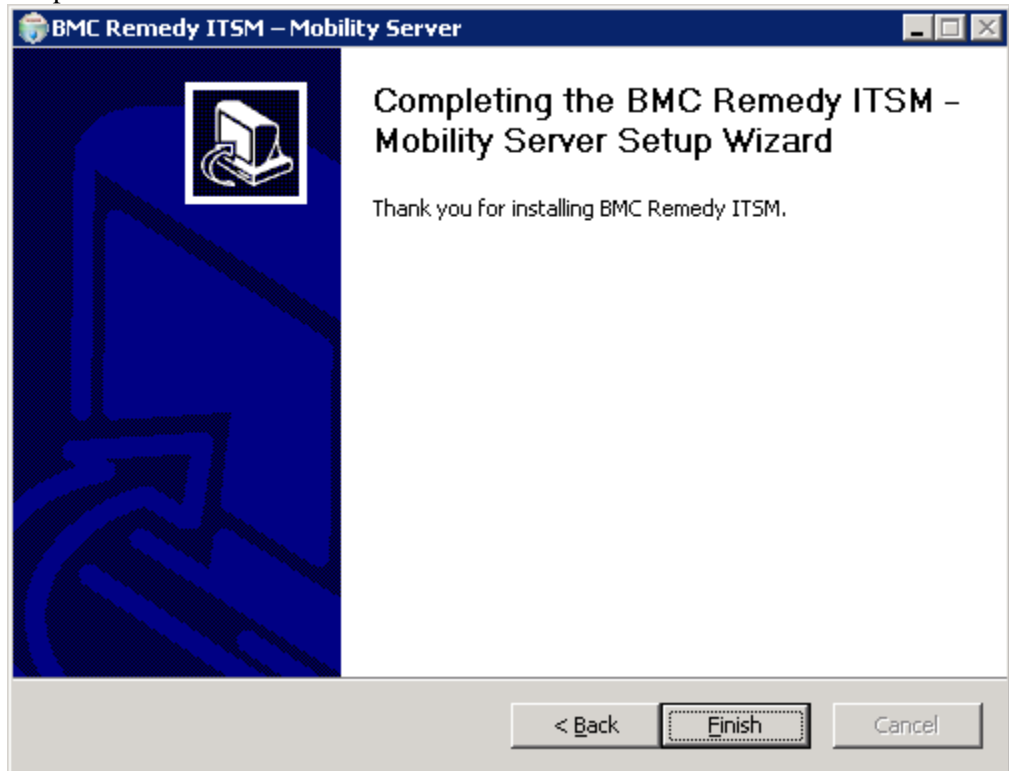 BMC Remedy ITSM – Mobility Server
Completing the BMC Remedy ITSM –
Mobility Server Setup Wizard
Thank you for installing BMC Remedy ITSM.
< Back
Finish
Cancel